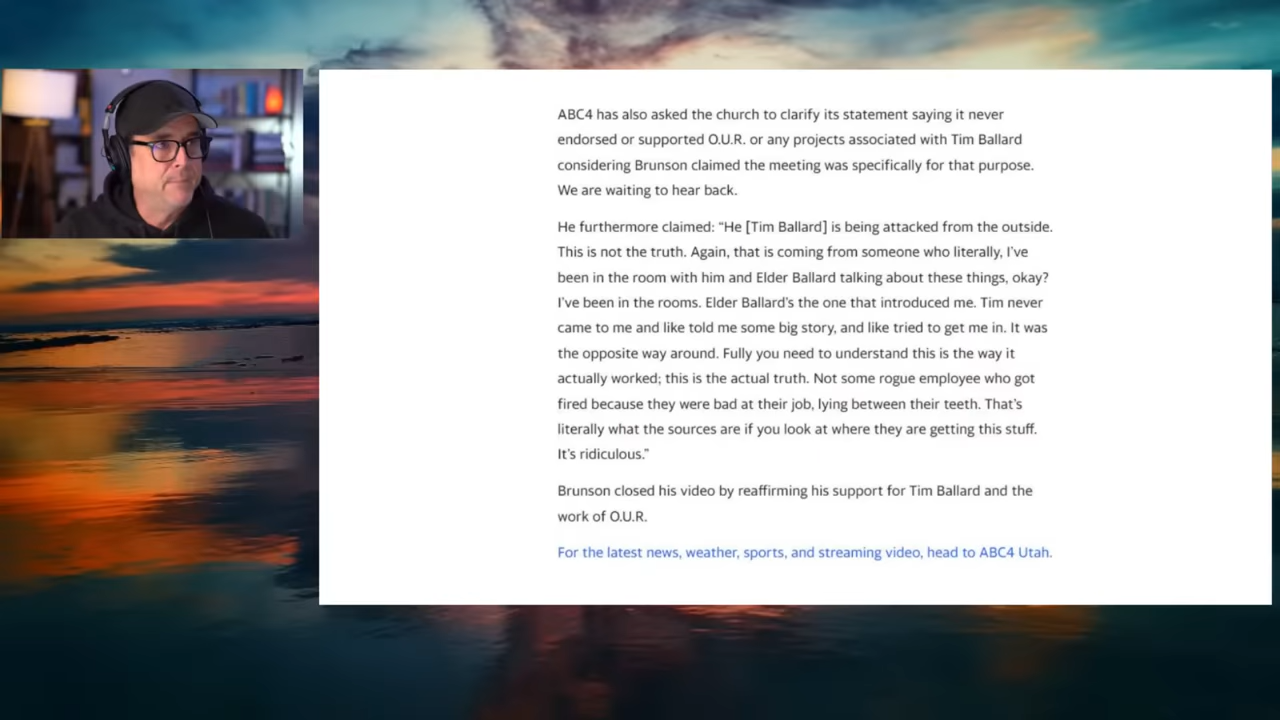 ABC4 has also asked the church to clarify its statement saying it never
endorsed or supported O.U.R. or any projects associated with Tim Ballard
considering Brunson claimed the meeting was specifically for that purpose.
We are waiting to hear back.
He furthermore claimed: “He [Tim Ballard] is being attacked from the outside.
This is not the truth. Again, that is coming from someone who literally, I’ve
been in the room with him and Elder Ballard talking about these things, okay?
I’ve been in the rooms. Elder Ballard’s the one that introduced me. Tim never
came to me and like told me some big story, and like tried to get me in. It was
the opposite way around. Fully you need to understand this is the way it
actually worked; this is the actual truth. Not some rogue employee who got
fired because they were bad at their job, lying between their teeth. That’s
literally what the sources are if you look at where they are getting this stuff.
It’s ridiculous.”
Brunson closed his video by reaffirming his support for Tim Ballard and the
work of O.U.R.
For the latest news, weather, sports, and streaming video, head to ABC4 Utah.